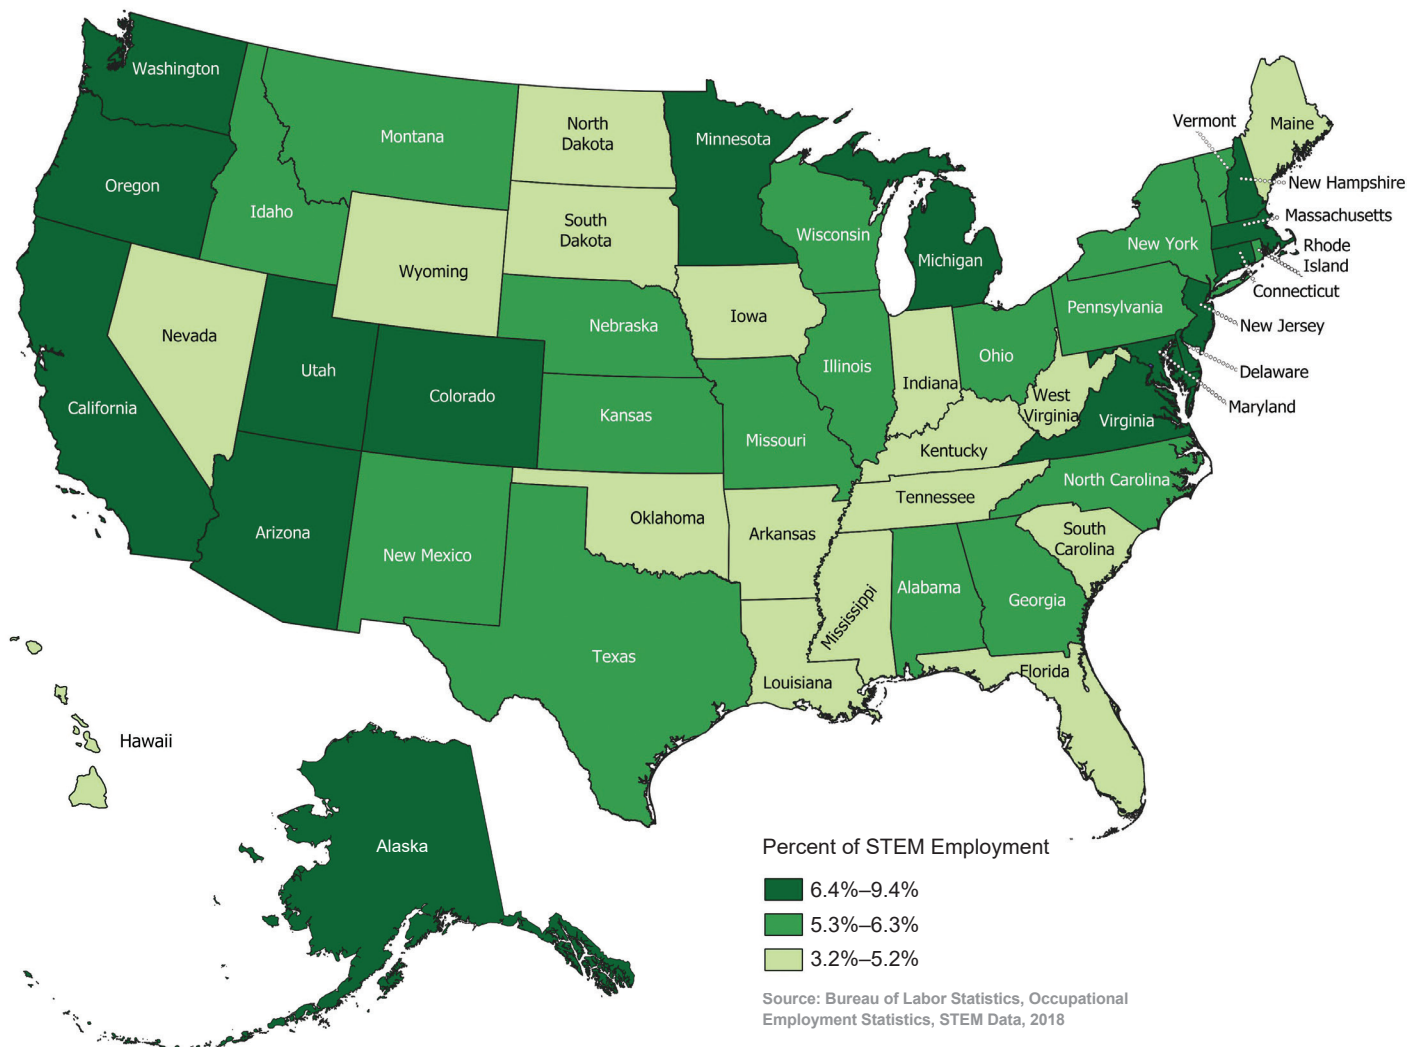 Washington
Montana
North
Dakota
Minnesota
Vermont
Maine
Oregon
Idaho
South
Dakota
Wisconsin
New Hampshire
Massachusetts
New York
Rhode
Island
Wyoming
Michigan
Connecticut
Nevada
Nebraska
Iowa
Pennsylvania
New Jersey
Utah
Colorado
Illinois
Indiana
Ohio
Delaware
California
Kansas
Missouri
West
Virginia
Virginia
Maryland
Kentucky
North Carolina
Arizona
New Mexico
Oklahoma
Arkansas
Tennessee
South
Carolina
Mississippi
Alabama
Georgia
Texas
Louisiana
Florida
Hawaii
Alaska
Percent of STEM Employment
6.4%–9.4%
5.3%–6.3%
3.2%–5.2%
Source: Bureau of Labor Statistics, Occupational
Employment Statistics, STEM Data, 2018